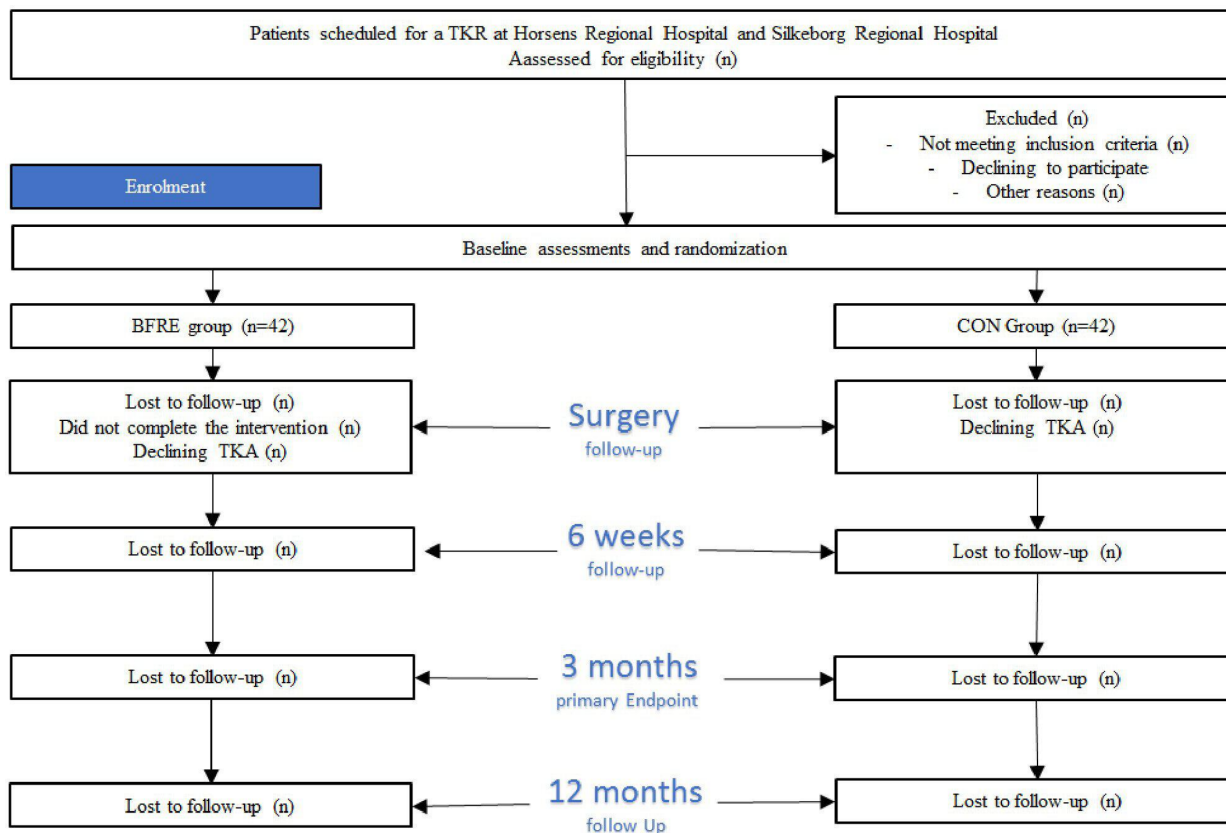 Patients scheduled for a TKR at Horsens Regional Hospital and Silkeborg Regional Hospital
Aassessed for eligibility (n)
Excluded (n)
- Not meeting inclusion criteria (n)
- Declining to participate
- Other reasons (n)
Enrolment
Baseline assessments and randomization
BFRE group (n=42)
CON Group (n=42)
Lost to follow-up (n)
Did not complete the intervention (n)
Declining TKA (n)
Surgery
follow-up
Lost to follow-up (n)
Declining TKA (n)
Lost to follow-up (n)
6 weeks
follow-up
Lost to follow-up (n)
Lost to follow-up (n)
3 months
primary Endpoint
Lost to follow-up (n)
Lost to follow-up (n)
12 months
follow Up
Lost to follow-up (n)